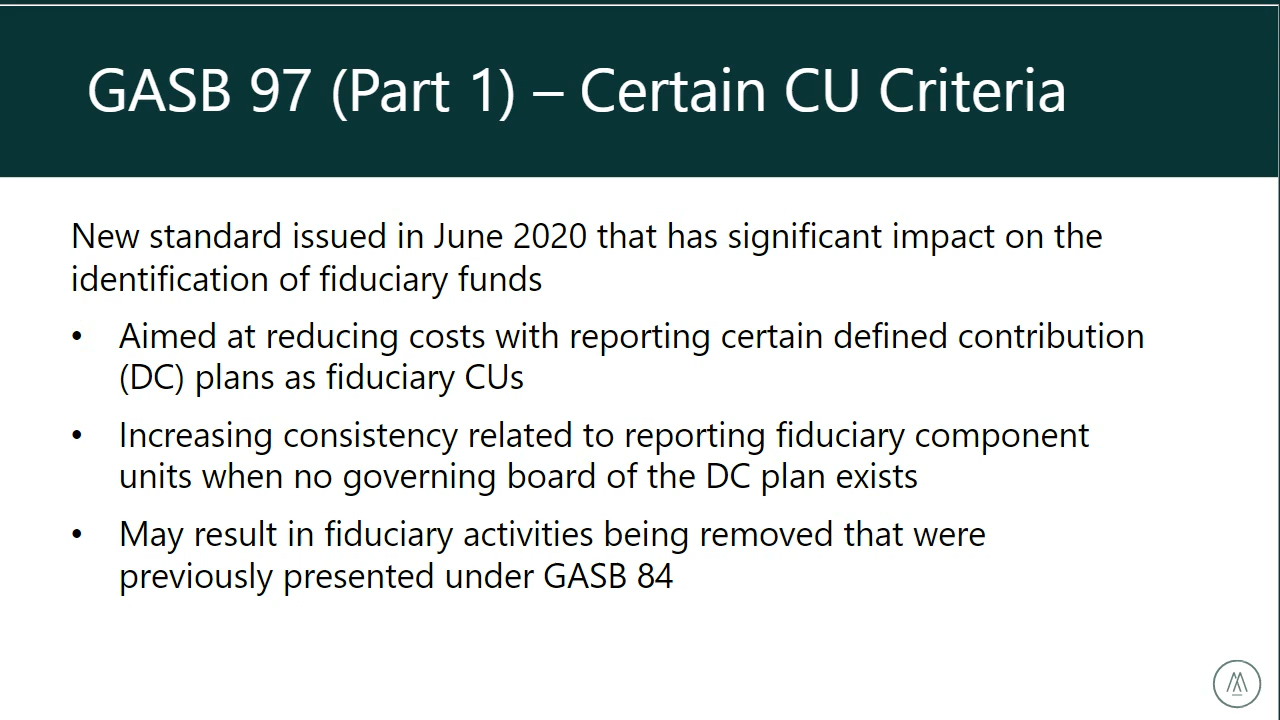 GASB 97 (Part 1) – Certain CU Criteria
New standard issued in June 2020 that has significant impact on the
identification of fiduciary funds
• Aimed at reducing costs with reporting certain defined contribution
(DC) plans as fiduciary CUs
• Increasing consistency related to reporting fiduciary component
units when no governing board of the DC plan exists
• May result in fiduciary activities being removed that were
previously presented under GASB 84